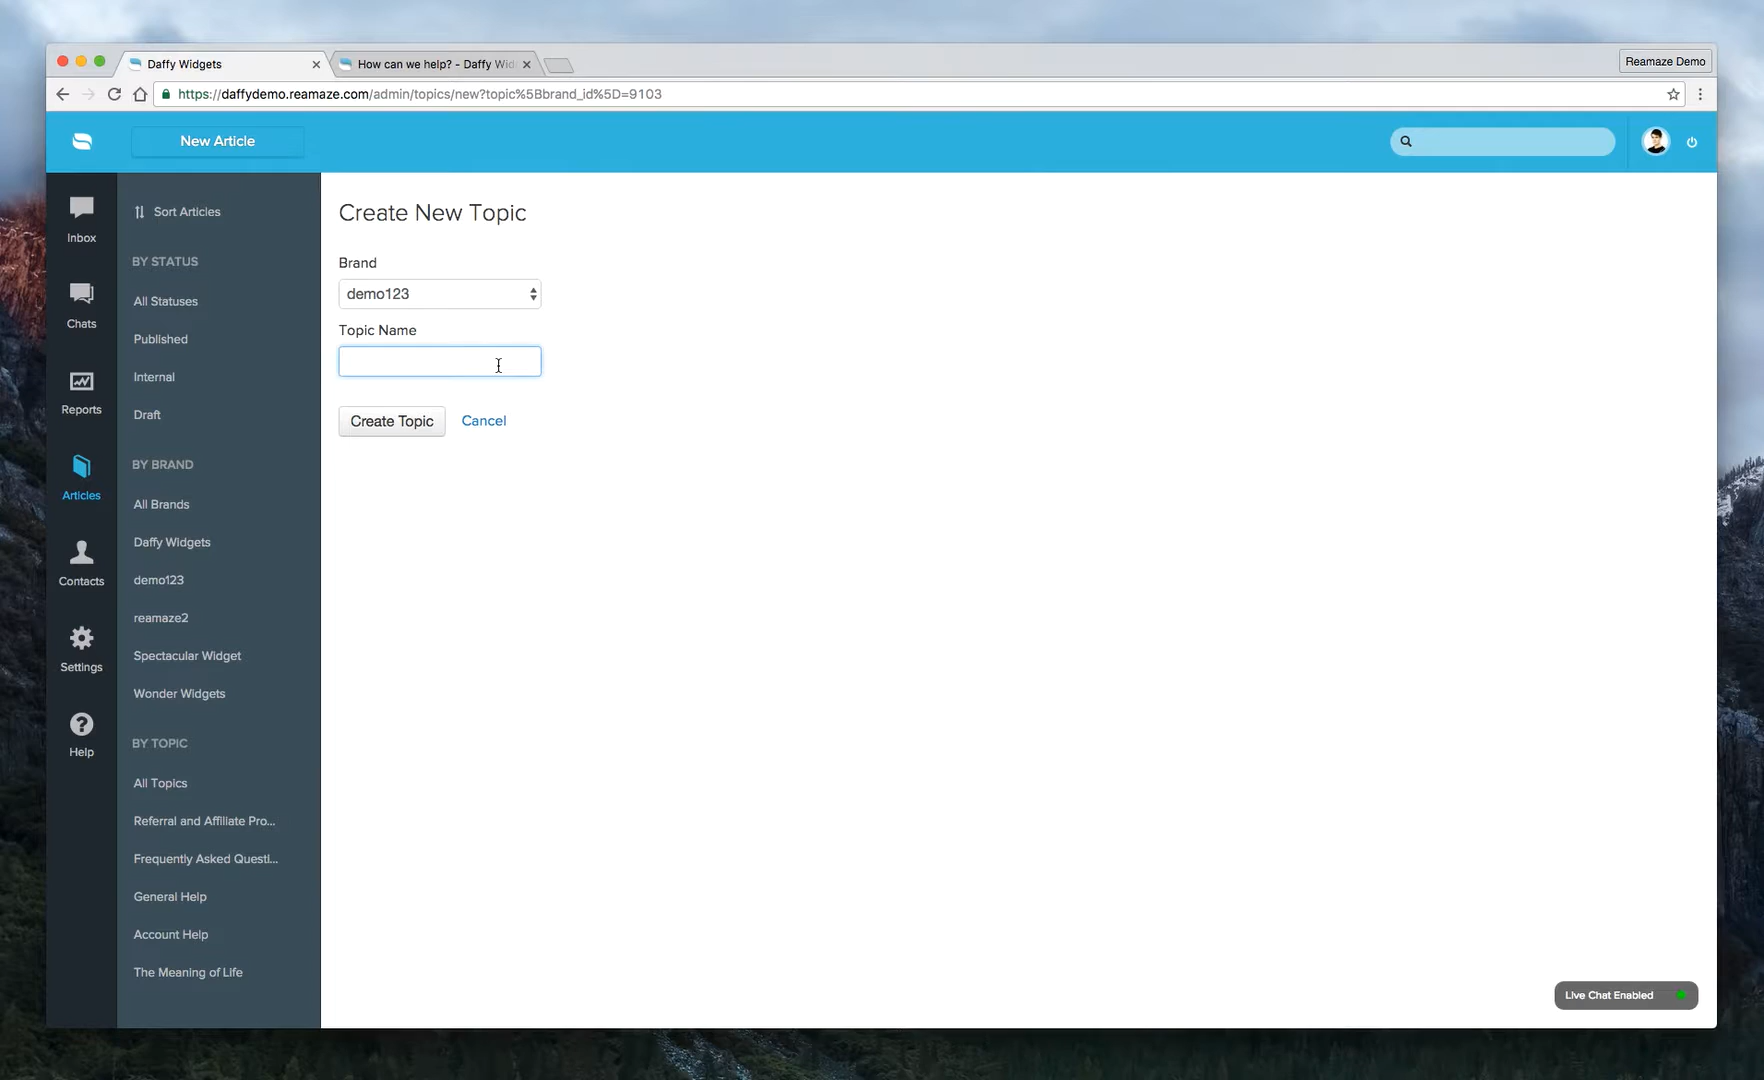 Daffy Widgets
How can we help? - Daffy Wid
Reamaze Demo
https://daffydemo.reamaze.com/admin/topics/new?topic%5Bbrand_id%5D=9103
New Article
Inbox
Chats
Reports
Articles
Contacts
Settings
Help
Sort Articles
BY STATUS
All Statuses
Published
Internal
Draft
BY BRAND
All Brands
Daffy Widgets
demo123
reamaze2
Spectacular Widget
Wonder Widgets
BY TOPIC
All Topics
Referral and Affiliate Pro...
Frequently Asked Questi...
General Help
Account Help
The Meaning of Life
Create New Topic
Brand
demo123
Topic Name
Create Topic
Cancel
Live Chat Enabled